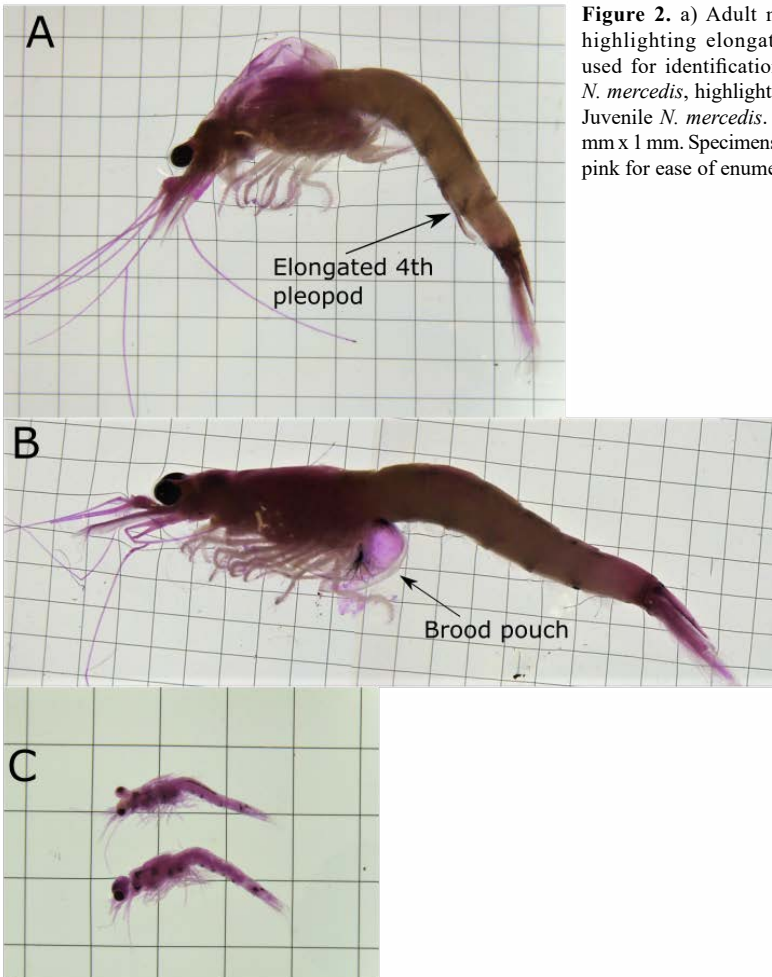 A
Figure 2. a) Adult
highlighting elongat
used for identification
N. mercedis, highlight
Juvenile N. mercedis.
mm x 1 mm. Specimens
pink for ease of enume
Elongated 4th
pleopod
B
Brood pouch
C